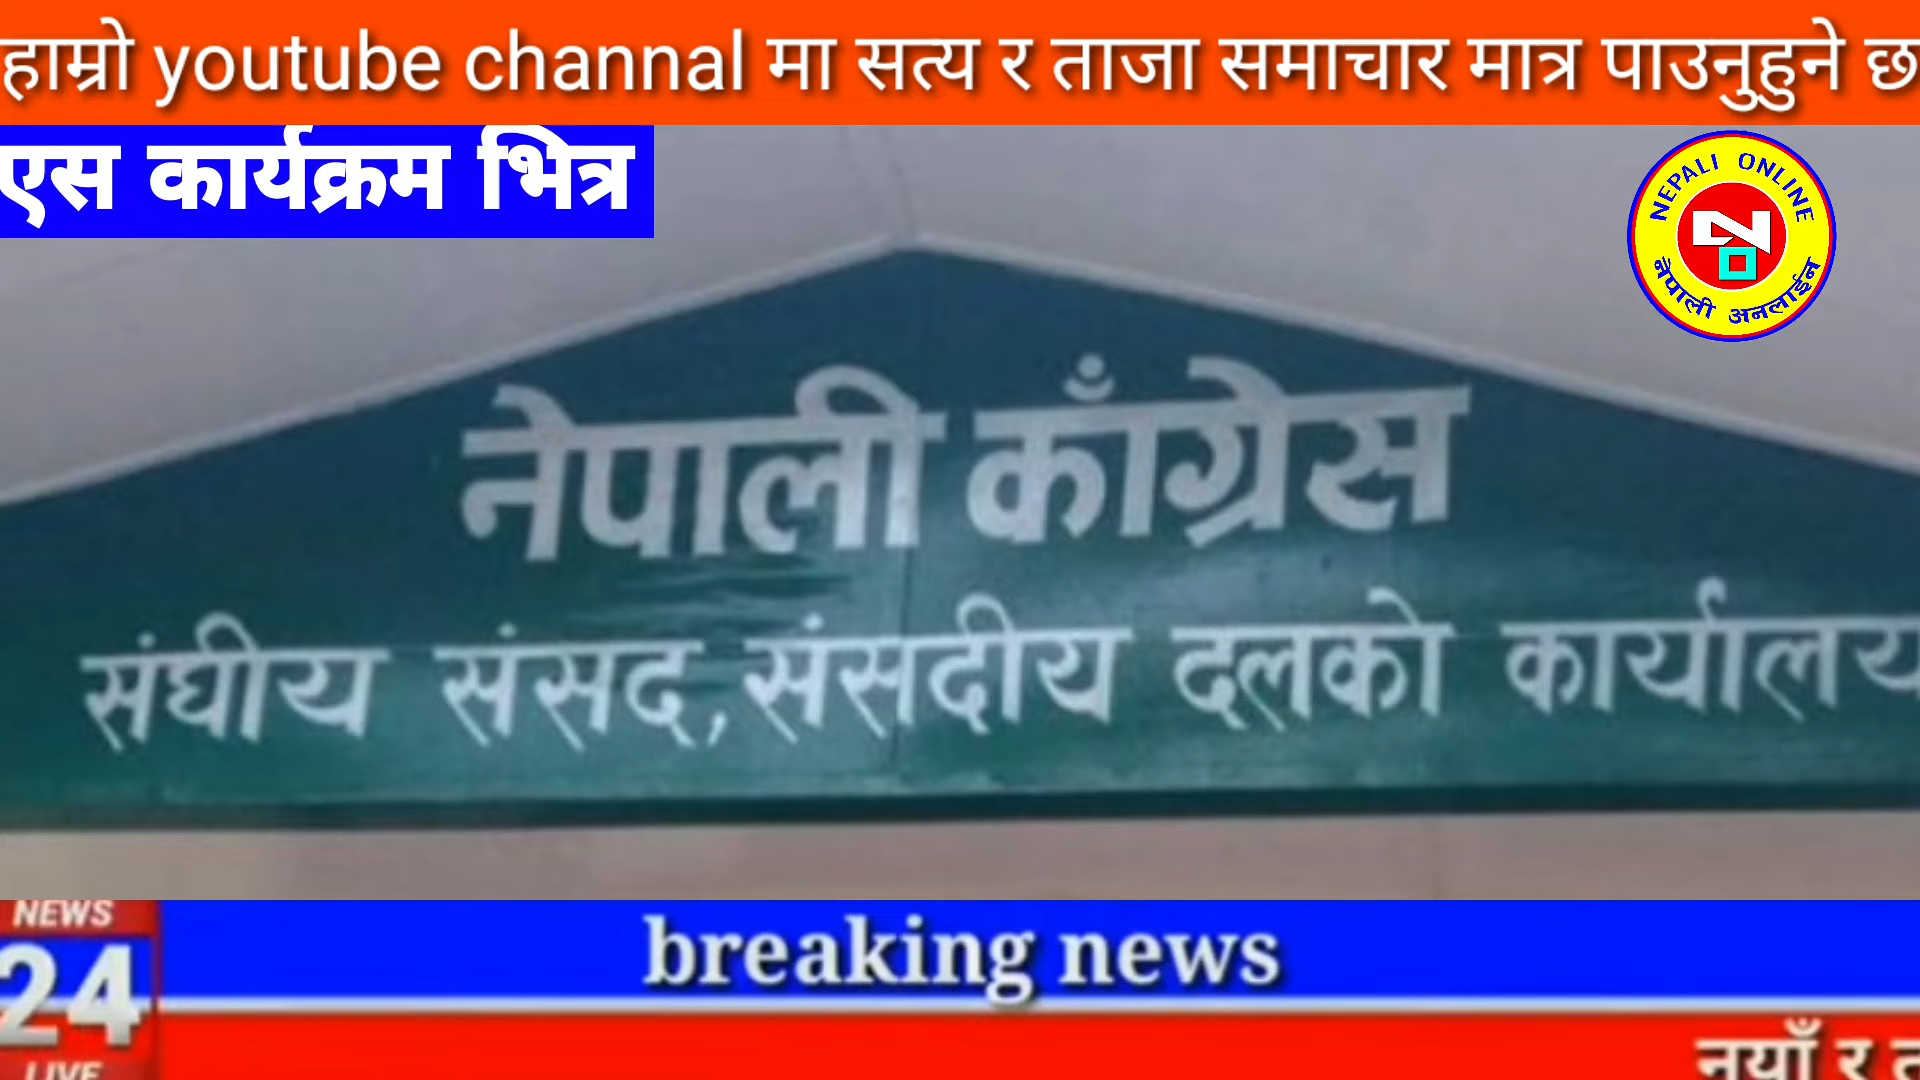 हाम्रो youtube channal मा सत्य र ताजा समाचार मात्र पाउनुहुने छ
एस कार्यक्रम भित्र
NEPALI ONLINE
नेपाली अनलाईन
नेपाली काँग्रेस
संघीय संसद, संसदीय दलको कार्यालय
NEWS
24
LIVE
breaking news
नयाँ र